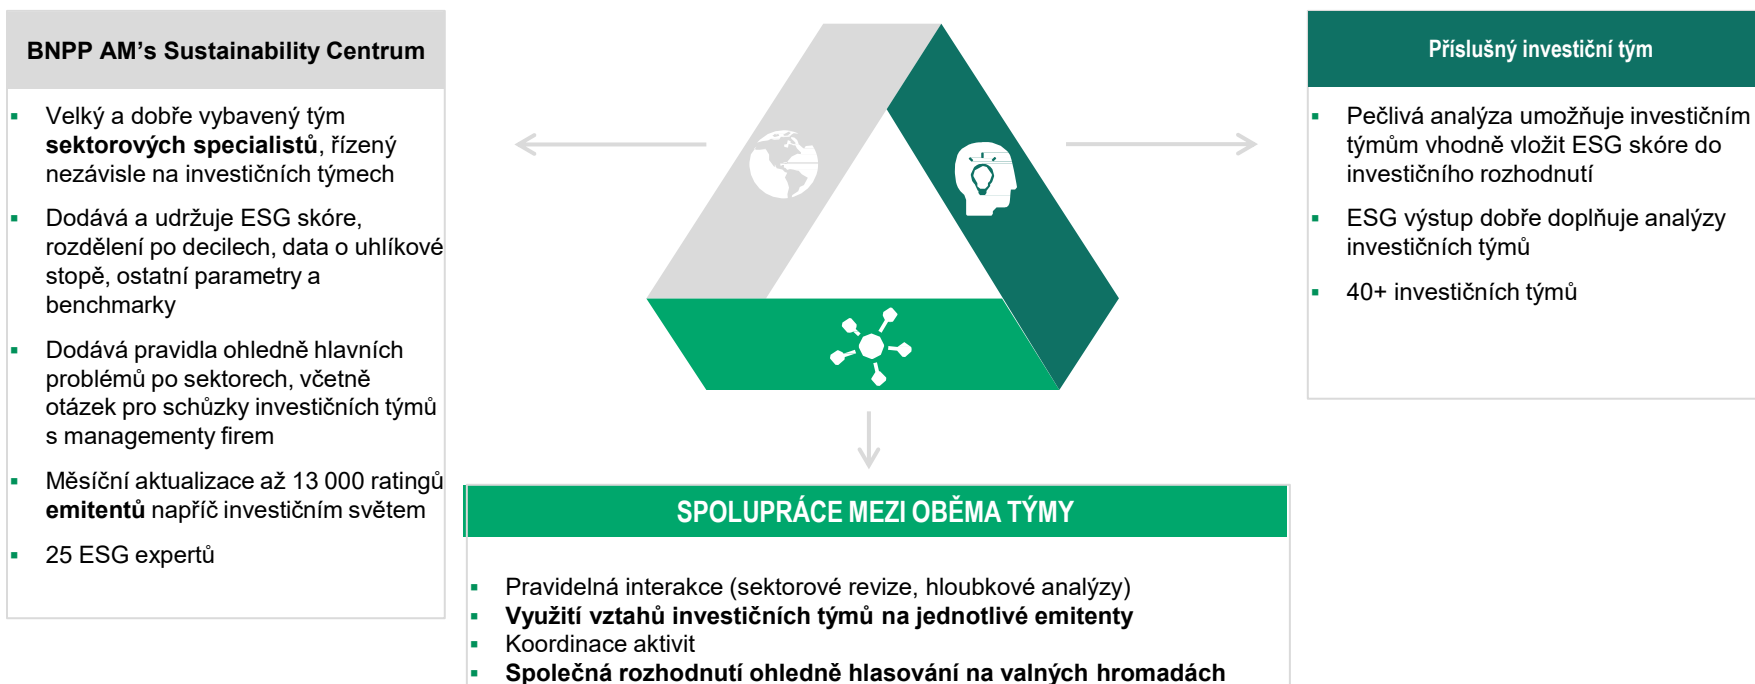 BNPP AM’s Sustainability Centrum
Velký a dobře vybavený tým
sektorových specialistů, řízený
nezávisle na investičních týmech
Dodává a udržuje ESG skóre,
rozdělení po decilech, data o uhlíkové
stopě, ostatní parametry a
benchmarky
Dodává pravidla ohledně hlavních
problémů po sektorech, včetně
otázek pro schůzky investičních týmů
s managementy firem
Měsíční aktualizace až 13 000 ratingů
emitentů napříč investičním světem
25 ESG expertů
Příslušný investiční tým
Pečlivá analýza umožňuje investičním
týmům vhodně vložit ESG skóre do
investičního rozhodnutí
ESG výstup dobře doplňuje analýzy
investičních týmů
40+ investičních týmů
SPOLUPRÁCE MEZI OBĚMA TÝMY
Pravidelná interakce (sektorové revize, hloubkové analýzy)
Využití vztahů investičních týmů na jednotlivé emitenty
Koordinace aktivit
Společná rozhodnutí ohledně hlasování na valných hromadách